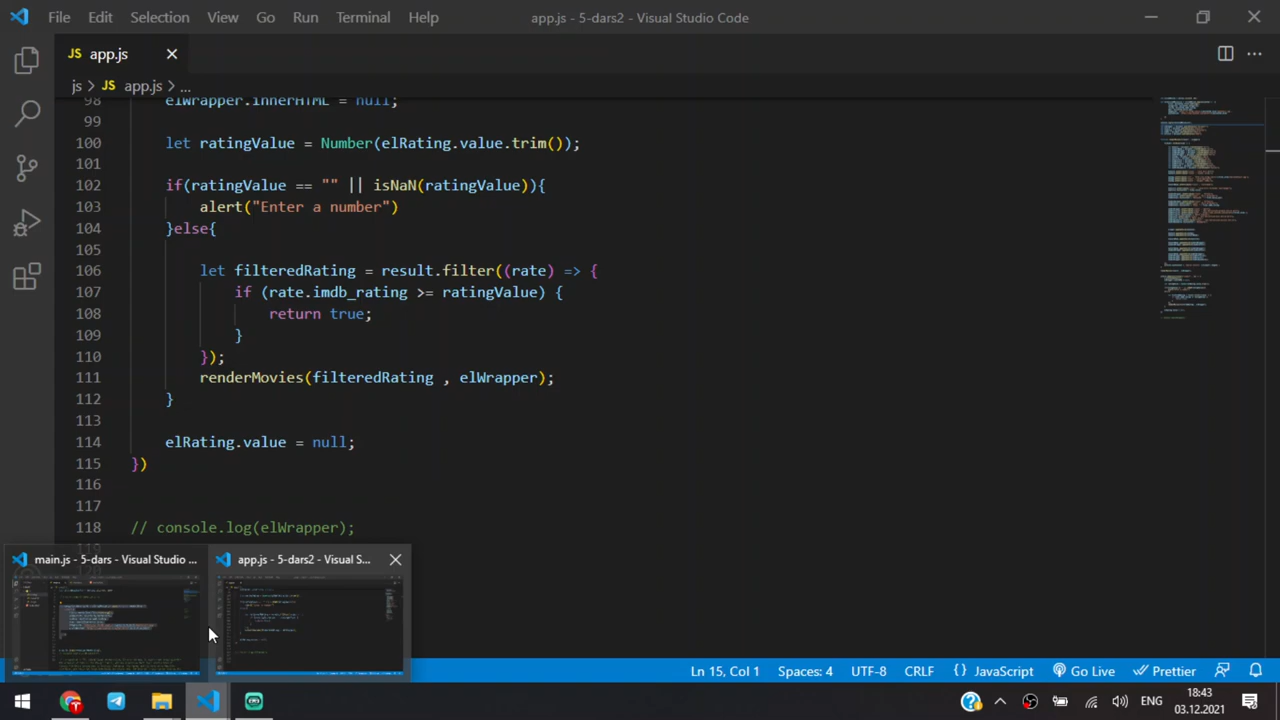 File Edit Selection View Go Run Terminal Help app.js - 5-dars2 - Visual Studio Code
JS app.js
js > JS app.js > ...
98 elWrapper.innerHTML = null;
99
100 let ratingValue = Number(elRating.value.trim());
101
102 if(ratingValue == "" || isNaN(ratingValue)){
103 alert("Enter a number")
104 }else{
105
106 let filteredRating = result.filter((rate) => {
107 if (rate.imdb_rating >= ratingValue) {
108 return true;
109 }
110 });
111 renderMovies(filteredRating , elWrapper);
112 }
113
114 elRating.value = null;
115 })
116
117
118 // console.log(elWrapper);
119
main.js - 5-dars - Visual Studio ... app.js - 5-dars2 - Visual S...
Ln 15, Col 1 Spaces: 4 UTF-8 CRLF {} JavaScript Go Live Prettier
ENG 18:43
03.12.2021